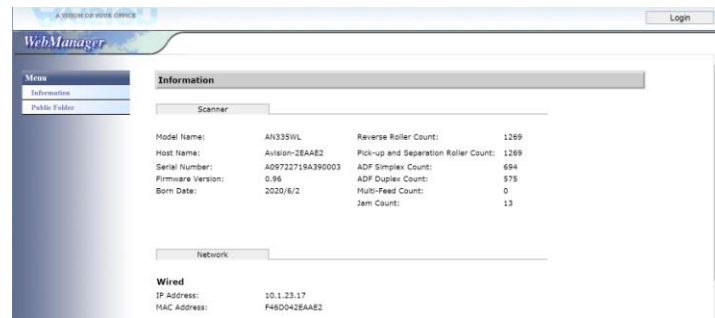 A VISION OF YOUR OFFICE
Login
WebManager
Menu
Information
Public Folder
Information
Scanner
Model Name: AN335WL Reverse Roller Count: 1269
Host Name: Avision-2EAAE2 Pick-up and Separation Roller Count: 1269
Serial Number: A09722719A390003 ADF Simplex Count: 694
Firmware Version: 0.96 ADF Duplex Count: 575
Born Date: 2020/6/2 Multi-Feed Count: 0
Jam Count: 13
Network
Wired
IP Address: 10.1.23.17
MAC Address: F46D042EAAE2